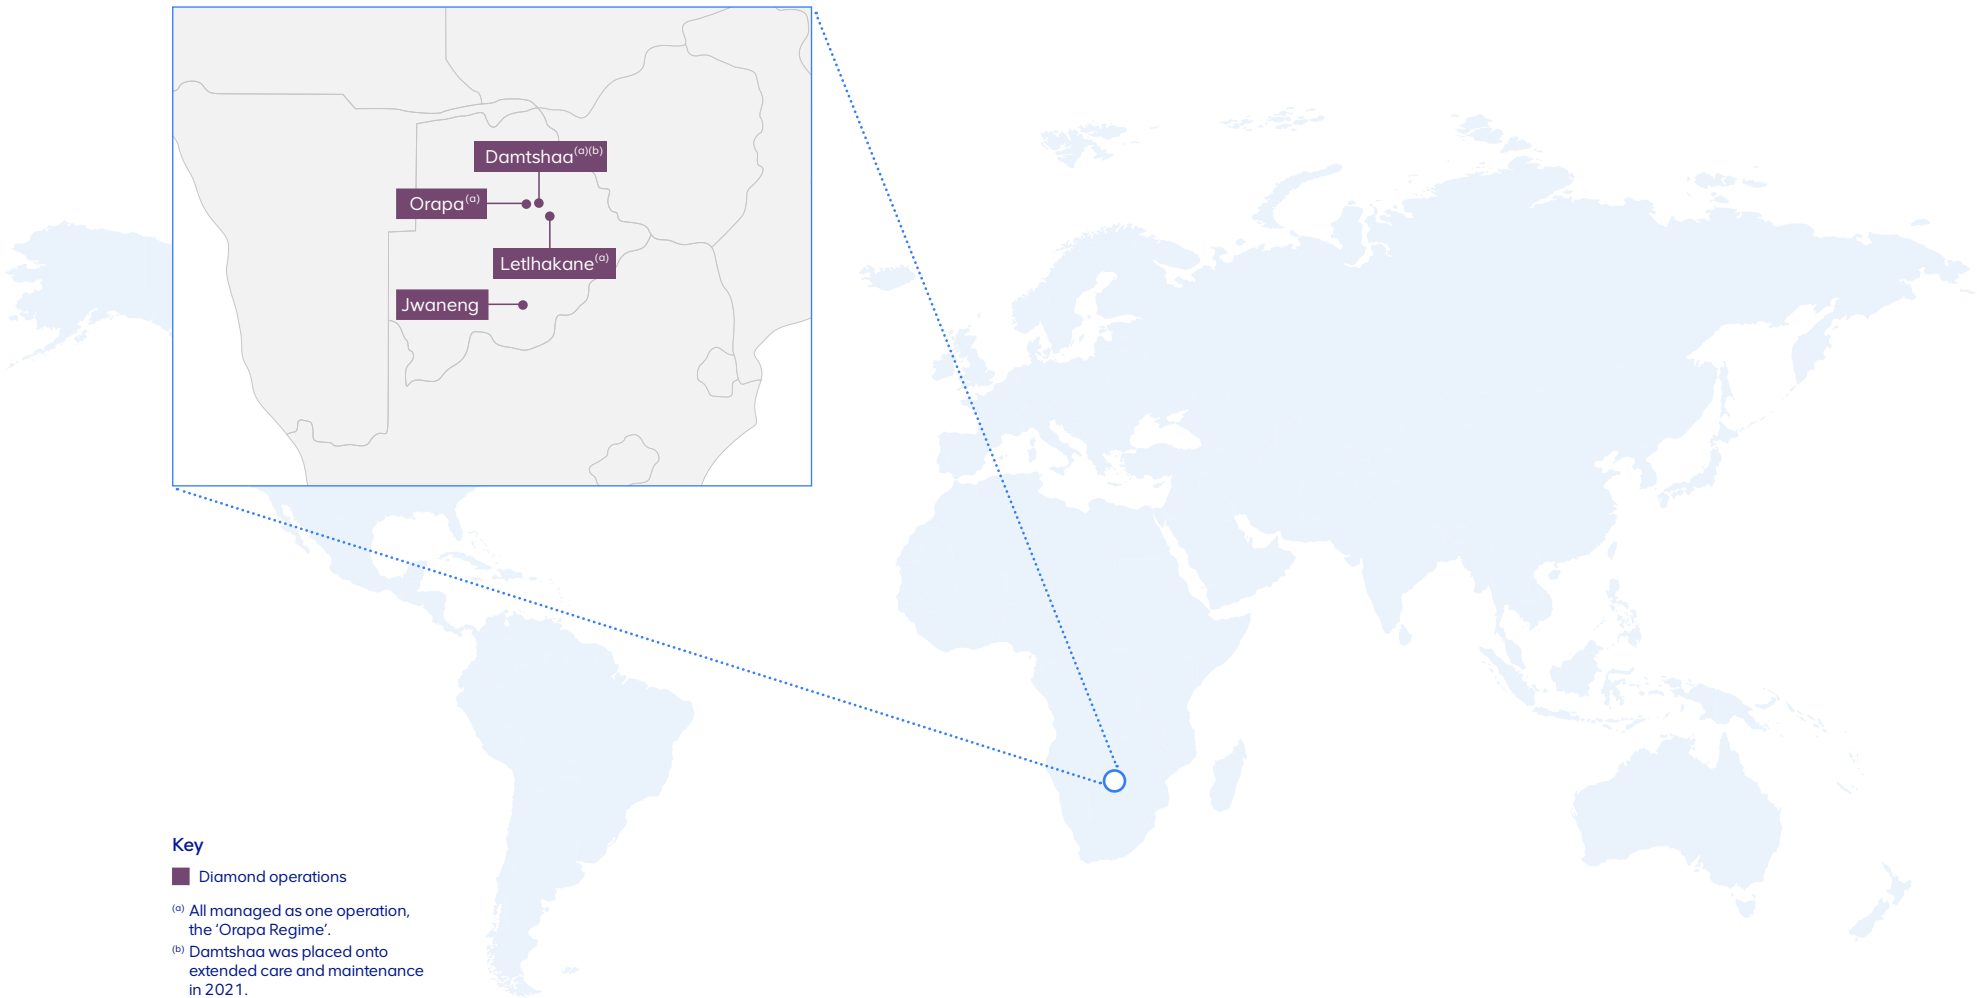 Damtshaa(a)(b)
Orapa(a)
Letlhakane(a)
Jwaneng
Key
Diamond operations
(a) All managed as one operation,
the ‘Orapa Regime’.
(b) Damtshaa was placed onto
extended care and maintenance
in 2021.